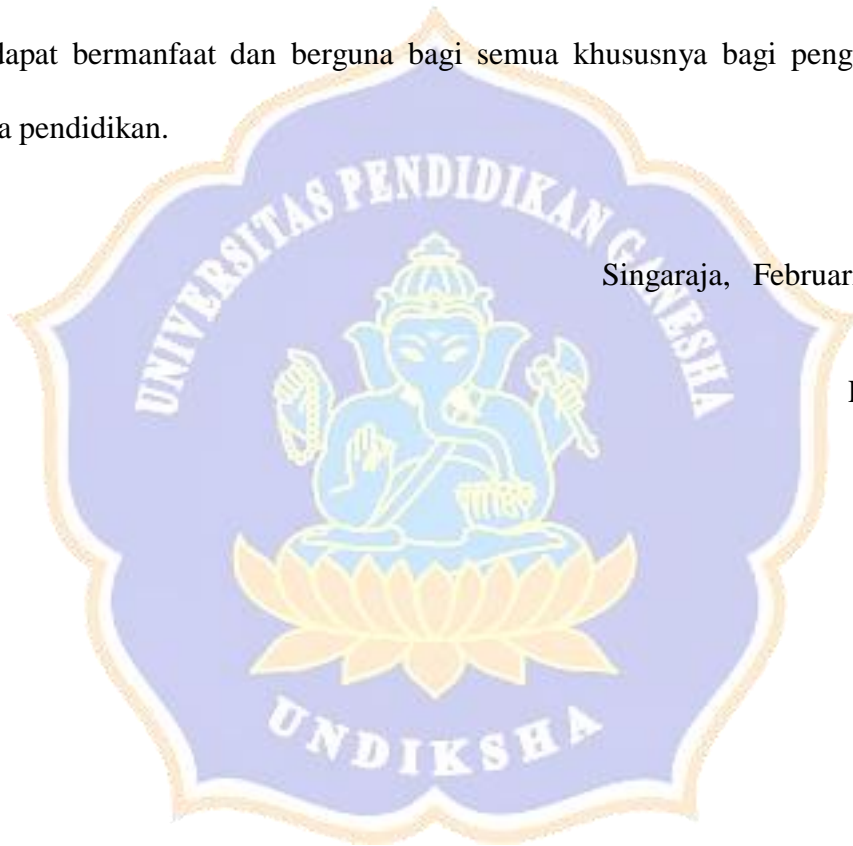 dapat bermanfaat dan berguna bagi semua khususnya bagi peng
a pendidikan.
UNIVERSITAS PENDIDIKAN GANESHA
Singaraja, Februar
UNDIKSHA